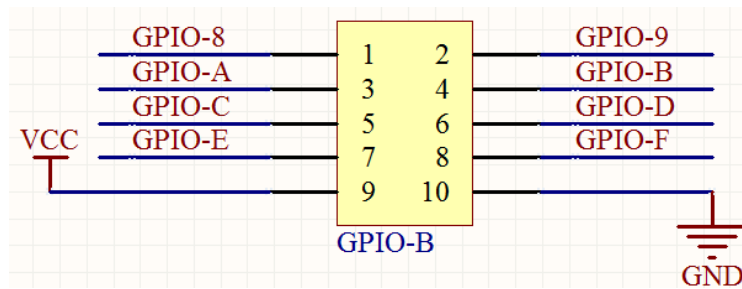 GPIO-8 1 2 GPIO-9
GPIO-A 3 4 GPIO-B
GPIO-C 5 6 GPIO-D
VCC GPIO-E 7 8 GPIO-F
9 10
GPIO-B
GND